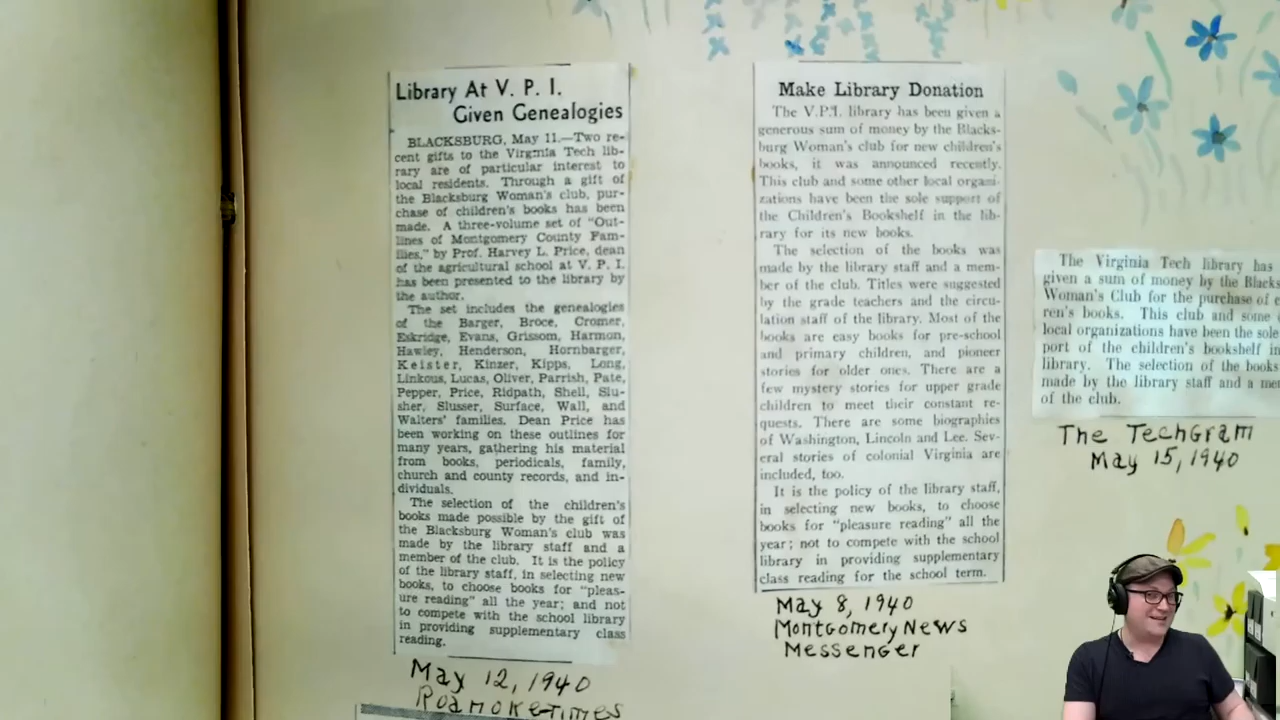 Library At V. P. I.
Given Genealogies
BLACKSBURG, May 11.—Two re-
cent gifts to the Virginia Tech lib-
rary are of particular interest to
local residents. Through a gift of
the Blacksburg Woman's club, pur-
chase of children's books has been
made. A three-volume set of "Out-
lines of Montgomery County Fam-
ilies," by Prof. Harvey L. Price, dean
of the agricultural school at V. P. I.
has been presented to the library by
the author.
The set includes the genealogies
of the Barger, Broce, Cromer,
Eskridge, Evans, Grissom, Harmon,
Hawley, Henderson, Hornbarger,
Keister, Kinzer, Kipps, Long,
Linkous, Lucas, Oliver, Parrish, Pate,
Pepper, Price, Ridpath, Shell, Slu-
sher, Slusser, Surface, Wall, and
Walters' families. Dean Price has
been working on these outlines for
many years, gathering his material
from books, periodicals, family,
church and county records, and in-
dividuals.
The selection of the children's
books made possible by the gift of
the Blacksburg Woman's club was
made by the library staff and a
member of the club. It is the policy
of the library staff, in selecting new
books, to choose books for "pleas-
ure reading" all the year; and not
to compete with the school library
in providing supplementary class
reading.
May 12, 1940
Roanoke-Times
Make Library Donation
The V.P.I. library has been given a
generous sum of money by the Blacks-
burg Woman's club for new children's
books, it was announced recently.
This club and some other local organi-
zations have been the sole support of
the Children's Bookshelf in the lib-
rary for its new books.
The selection of the books was
made by the library staff and a mem-
ber of the club. Titles were suggested
by the grade teachers and the circu-
lation staff of the library. Most of the
books are easy books for pre-school
and primary children, and pioneer
stories for older ones. There are a
few mystery stories for upper grade
children to meet their constant re-
quests. There are some biographies
of Washington, Lincoln and Lee. Sev-
eral stories of colonial Virginia are
included, too.
It is the policy of the library staff,
in selecting new books, to choose
books for "pleasure reading" all the
year; not to compete with the school
library in providing supplementary
class reading for the school term.
May 8, 1940
Montgomery News
Messenger
The Virginia Tech library has
given a sum of money by the Blacks
Woman's Club for the purchase of
ren's books. This club and some
local organizations have been the sole
port of the children's bookshelf in
library. The selection of the books
made by the library staff and a me
of the club.
The TechGram
May 15, 1940